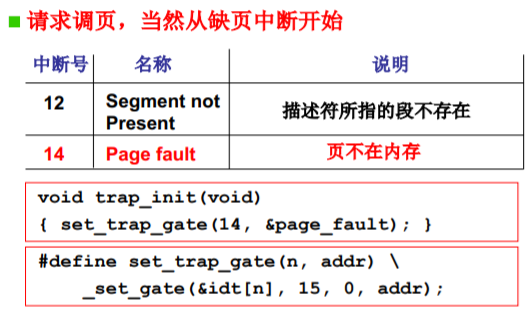 请求调页，当然从缺页中断开始
中断号 名称 说明
12 Segment not Present 描述符所指的段不存在
14 Page fault 页不在内存
void trap_init(void)
{ set_trap_gate(14, &page_fault); }
#define set_trap_gate(n, addr) \
_set_gate(&idt[n], 15, 0, addr);